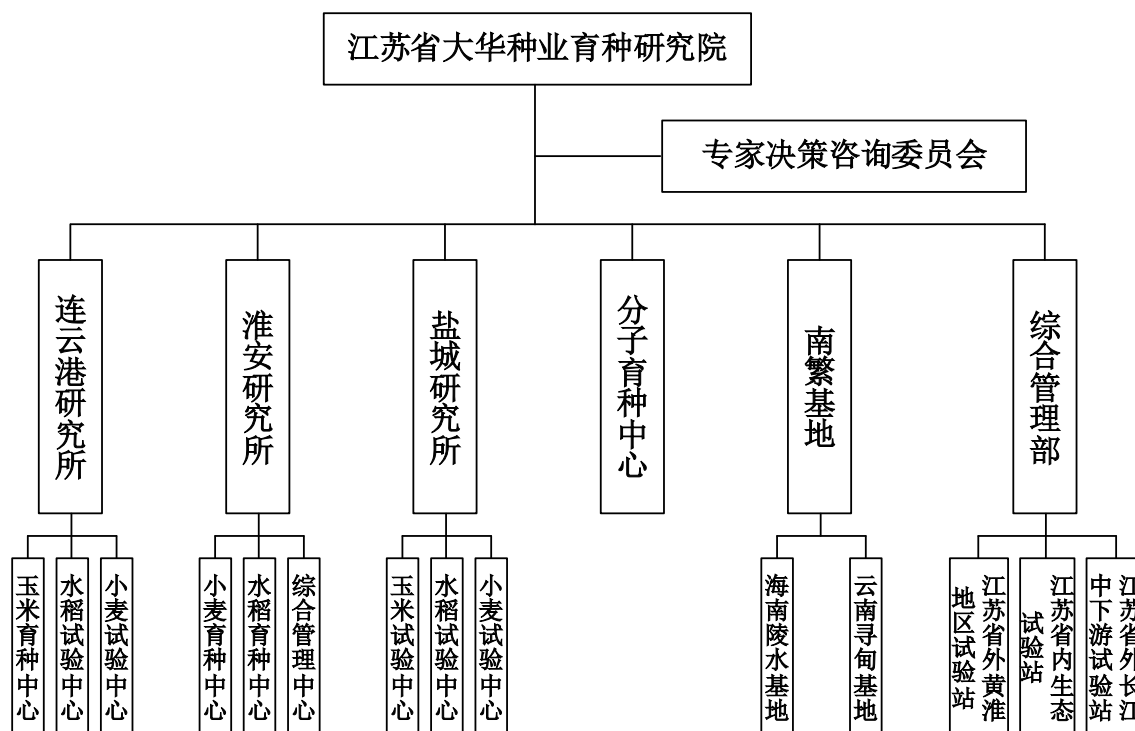 江苏省大华种业育种研究院
专家决策咨询委员会
连云港研究所
淮安研究所
盐城研究所
分子育种中心
南繁基地
综合管理部
玉米育种中心
水稻试验中心
小麦试验中心
小麦育种中心
水稻育种中心
综合管理中心
玉米试验中心
水稻试验中心
小麦试验中心
海南陵水基地
云南寻甸基地
江苏省外黄淮
地区试验站
江苏省内生态
试验站
江苏省外长江
中下游试验站